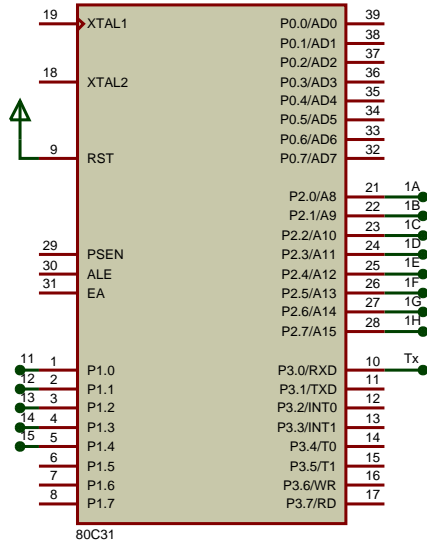 19 XTAL1 P0.0/AD0 39
P0.1/AD1 38
P0.2/AD2 37
18 XTAL2 P0.3/AD3 36
P0.4/AD4 35
P0.5/AD5 34
P0.6/AD6 33
9 RST P0.7/AD7 32
P2.0/A8 21 1A
P2.1/A9 22 1B
P2.2/A10 23 1C
29 PSEN P2.3/A11 24 1D
30 ALE P2.4/A12 25 1E
31 EA P2.5/A13 26 1F
P2.6/A14 27 1G
P2.7/A15 28 1H
11 1 P1.0 P3.0/RXD 10 Tx
12 2 P1.1 P3.1/TXD 11
13 3 P1.2 P3.2/INT0 12
14 4 P1.3 P3.3/INT1 13
15 5 P1.4 P3.4/T0 14
6 P1.5 P3.5/T1 15
7 P1.6 P3.6/WR 16
8 P1.7 P3.7/RD 17
80C31